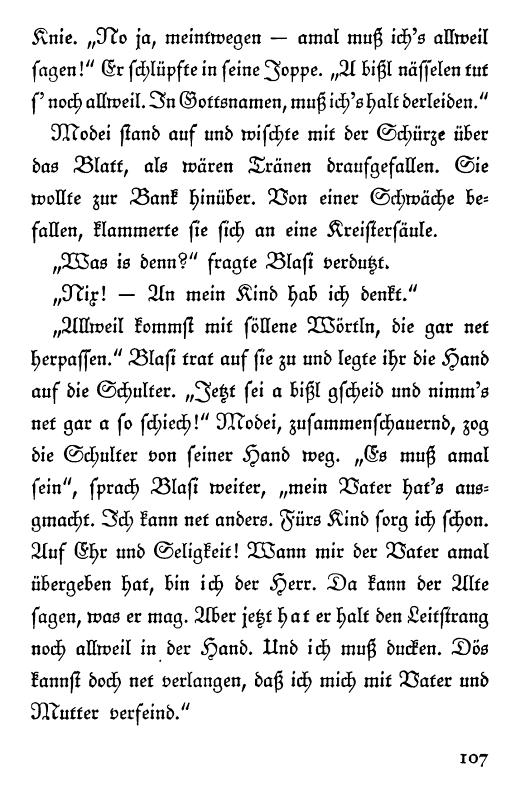 Knie. „No ja, meintwegen — amal muß ich's allweil
sagen!“ Er schlüpfte in seine Joppe. „A bißl nässelen tut
s' noch allweil. In Gottsnamen, muß ich's halt derleiden.“
Modei stand auf und wischte mit der Schürze über
das Blatt, als wären Tränen draufgefallen. Sie
wollte zur Bank hinüber. Von einer Schwäche be-
fallen, klammerte sie sich an eine Kreistersäule.
„Was is denn?“ fragte Blasi verdutzt.
„Nix! — An mein Kind hab ich denkt.“
„Allweil kommst mit söllene Wörtln, die gar net
herpassen.“ Blasi trat auf sie zu und legte ihr die Hand
auf die Schulter. „Jetzt sei a bißl gscheid und nimm's
net gar a so schiech!“ Modei, zusammenschauernd, zog
die Schulter von seiner Hand weg. „Es muß amal
sein“, sprach Blasi weiter, „mein Vater hat's aus-
gmacht. Ich kann net anders. Fürs Kind sorg ich schon.
Auf Ehr und Seligkeit! Wann mir der Vater amal
übergeben hat, bin ich der Herr. Da kann der Alte
sagen, was er mag. Aber jetzt hat er halt den Leitstrang
noch allweil in der Hand. Und ich muß ducken. Dös
kannst doch net verlangen, daß ich mich mit Vater und
Mutter verfeind.“
107